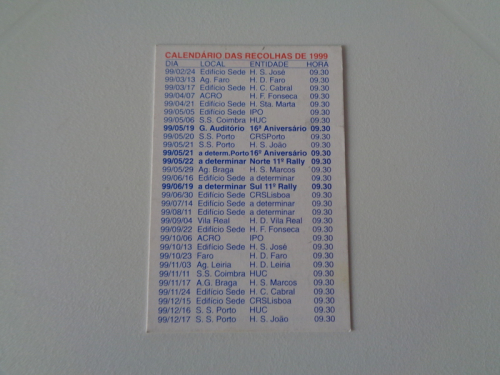 CALENDÁRIO DAS RECOLHAS DE 1999
DIA LOCAL ENTIDADE HORA
99/02/24 Edifício Sede H. S. José 09.30
99/03/13 Ag. Faro H. D. Faro 09.30
99/03/17 Edifício Sede H. C. Cabral 09.30
99/04/07 ACRO H. F. Fonseca 09.30
99/04/21 Edifício Sede H. Sta. Marta 09.30
99/05/05 Edifício Sede IPO 09.30
99/05/06 S.S. Coimbra HUC 09.30
99/05/19 G. Auditório 16º Aniversário 09.30
99/05/20 S.S. Porto CRSPorto 09.30
99/05/21 S.S. Porto H. S. João 09.30
99/05/21 a determ.Porto 16º Aniversário 09.30
99/05/22 a determinar Norte 11º Rally 09.30
99/05/29 Ag. Braga H. S. Marcos 09.30
99/06/16 Edifício Sede a determinar 09.30
99/06/19 a determinar Sul 11º Rally 09.30
99/06/30 Edifício Sede CRSLisboa 09.30
99/07/14 Edifício Sede a determinar 09.30
99/08/11 Edifício Sede a determinar 09.30
99/09/04 Vila Real H. D. Vila Real 09.30
99/09/22 Edifício Sede H. F. Fonseca 09.30
99/10/06 ACRO IPO 09.30
99/10/13 Edifício Sede H. S. José 09.30
99/10/23 Faro H. D. Faro 09.30
99/11/03 Ag. Leiria H. D. Leiria 09.30
99/11/11 S.S. Coimbra HUC 09.30
99/11/17 A.G. Braga H. S. Marcos 09.30
99/11/24 Edifício Sede H. C. Cabral 09.30
99/12/15 Edifício Sede CRSLisboa 09.30
99/12/16 S. S. Porto HUC 09.30
99/12/17 S. S. Porto H. S. João 09.30